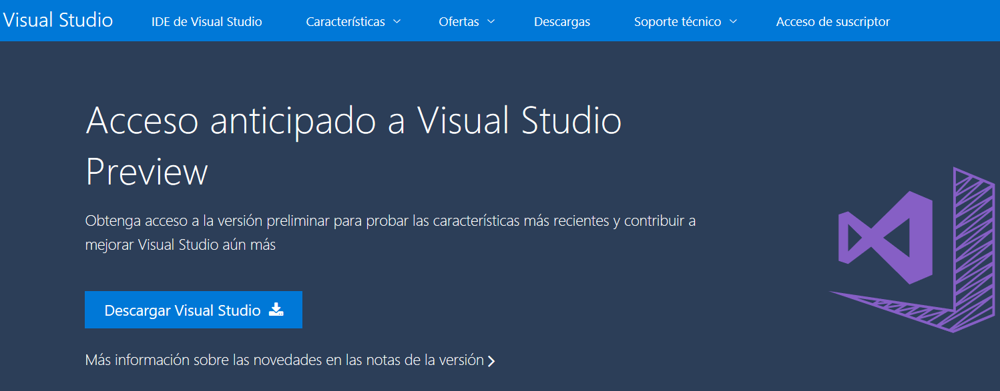 Visual Studio IDE de Visual Studio Características Ofertas Descargas Soporte técnico Acceso de suscriptor
Acceso anticipado a Visual Studio
Preview
Obtenga acceso a la versión preliminar para probar las características más recientes y contribuir a
mejorar Visual Studio aún más
Descargar Visual Studio
Más información sobre las novedades en las notas de la versión